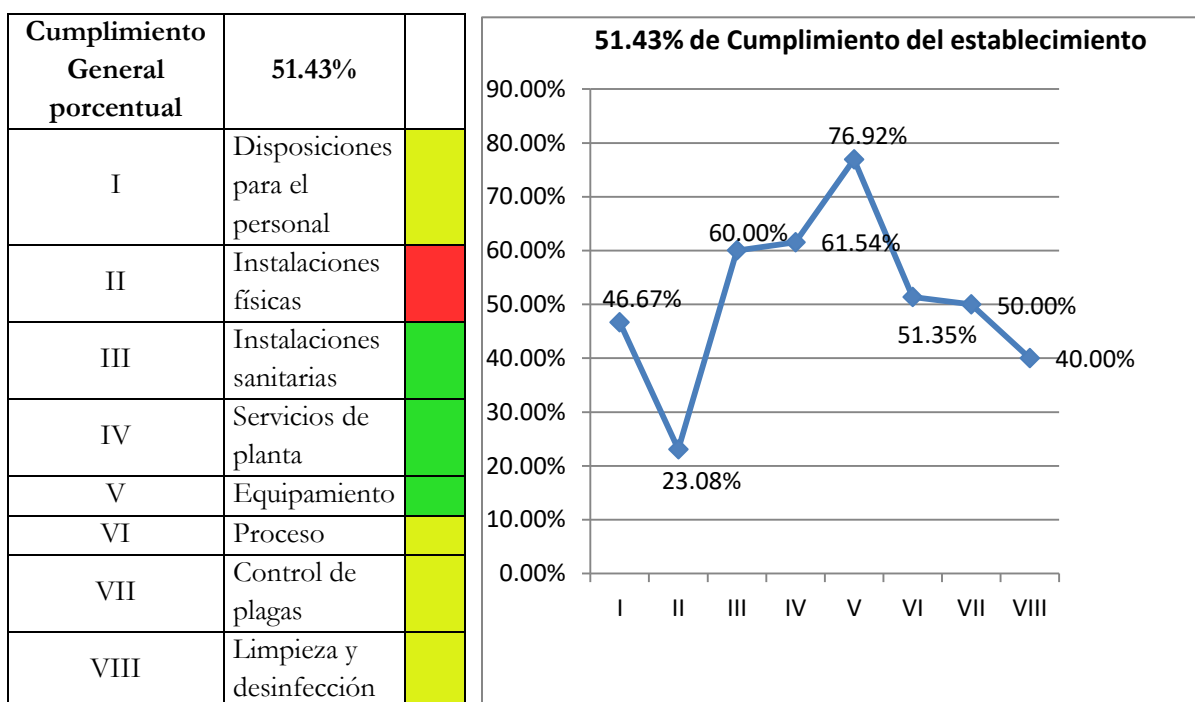 Cumplimiento
General
porcentual
51.43%
I
Disposiciones
para el
personal
II
Instalaciones
físicas
III
Instalaciones
sanitarias
IV
Servicios de
planta
V
Equipamiento
VI
Proceso
VII
Control de
plagas
VIII
Limpieza y
desinfección
51.43% de Cumplimiento del establecimiento
90.00%
80.00%
70.00%
60.00%
50.00%
40.00%
30.00%
20.00%
10.00%
0.00%
46.67%
23.08%
60.00%
61.54%
76.92%
51.35%
50.00%
40.00%
I II III IV V VI VII VIII